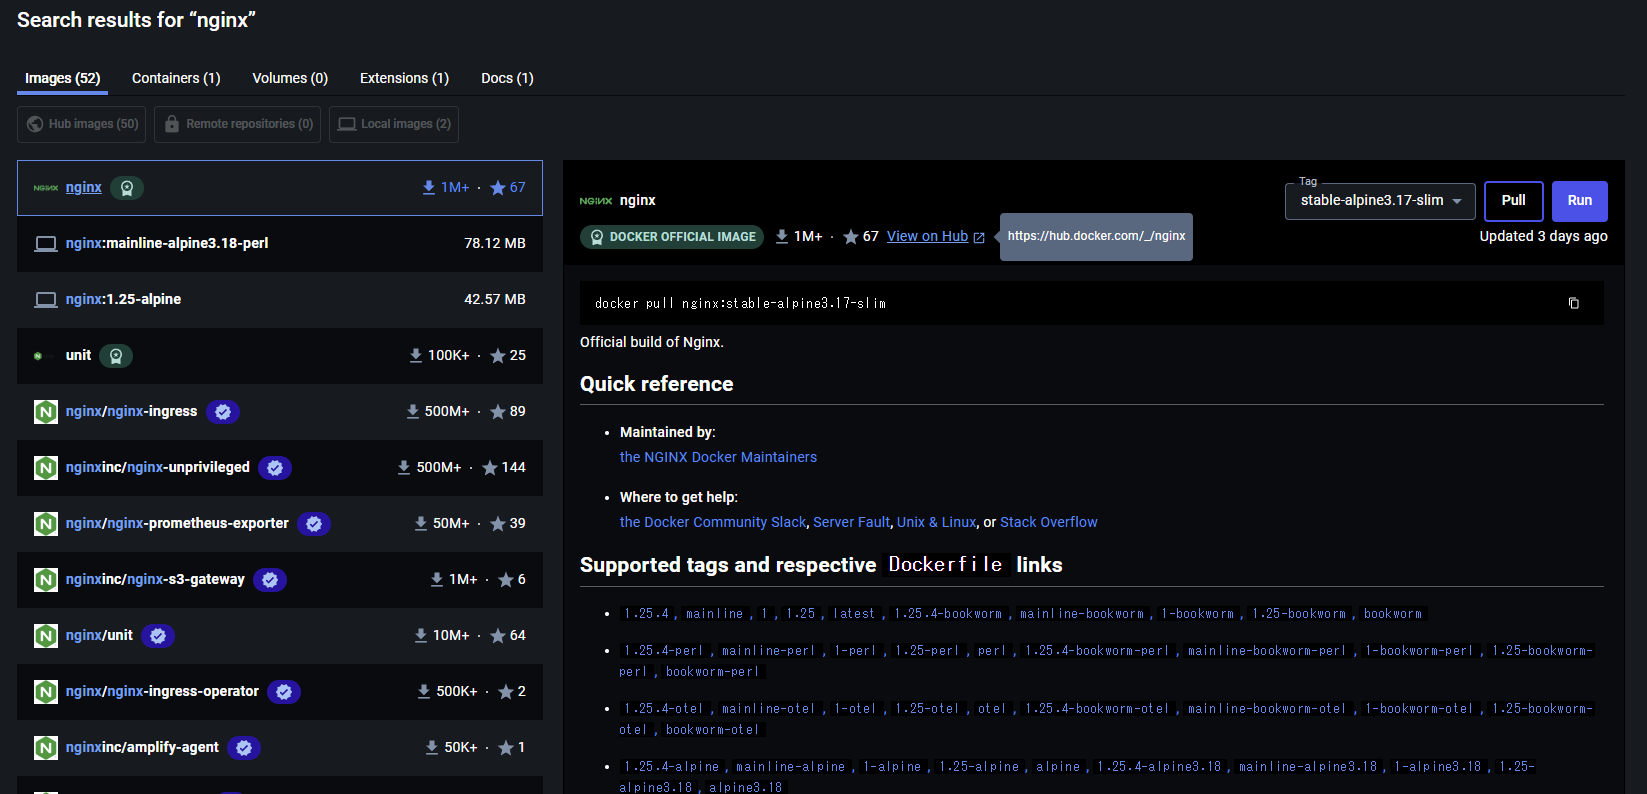 Search results for “nginx”
Images (52) Containers (1) Volumes (0) Extensions (1) Docs (1)
Hub images (50) Remote repositories (0) Local images (2)
NGINX nginx 1M+ · 67
nginx:mainline-alpine3.18-perl 78.12 MB
nginx:1.25-alpine 42.57 MB
unit 100K+ · 25
N nginx/nginx-ingress 500M+ · 89
N nginxinc/nginx-unprivileged 500M+ · 144
N nginx/nginx-prometheus-exporter 50M+ · 39
N nginxinc/nginx-s3-gateway 1M+ · 6
N nginx/unit 10M+ · 64
N nginx/nginx-ingress-operator 500K+ · 2
N nginxinc/amplify-agent 50K+ · 1
NGINX nginx
Tag
stable-alpine3.17-slim Pull Run
DOCKER OFFICIAL IMAGE 1M+ · 67 View on Hub https://hub.docker.com/_/nginx Updated 3 days ago
docker pull nginx:stable-alpine3.17-slim
Official build of Nginx.
Quick reference
• Maintained by:
the NGINX Docker Maintainers
• Where to get help:
the Docker Community Slack, Server Fault, Unix & Linux, or Stack Overflow
Supported tags and respective Dockerfile links
• 1.25.4, mainline, 1, 1.25, latest, 1.25.4-bookworm, mainline-bookworm, 1-bookworm, 1.25-bookworm, bookworm
• 1.25.4-perl, mainline-perl, 1-perl, 1.25-perl, perl, 1.25.4-bookworm-perl, mainline-bookworm-perl, 1-bookworm-perl, 1.25-bookworm-
perl, bookworm-perl
• 1.25.4-otel, mainline-otel, 1-otel, 1.25-otel, otel, 1.25.4-bookworm-otel, mainline-bookworm-otel, 1-bookworm-otel, 1.25-bookworm-
otel, bookworm-otel
• 1.25.4-alpine, mainline-alpine, 1-alpine, 1.25-alpine, alpine, 1.25.4-alpine3.18, mainline-alpine3.18, 1-alpine3.18, 1.25-
alpine3.18, alpine3.18